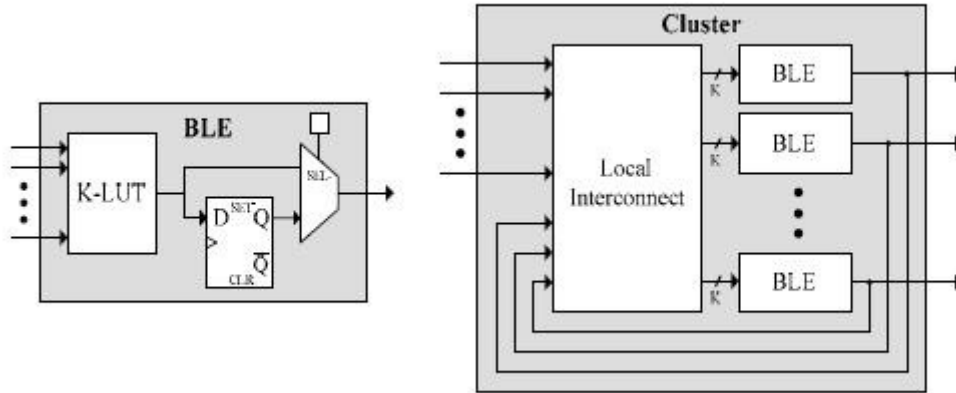 BLE
K-LUT
SEL
D SET Q
Q
CLR
Cluster
Local
Interconnect
K
BLE
K
BLE
K
BLE